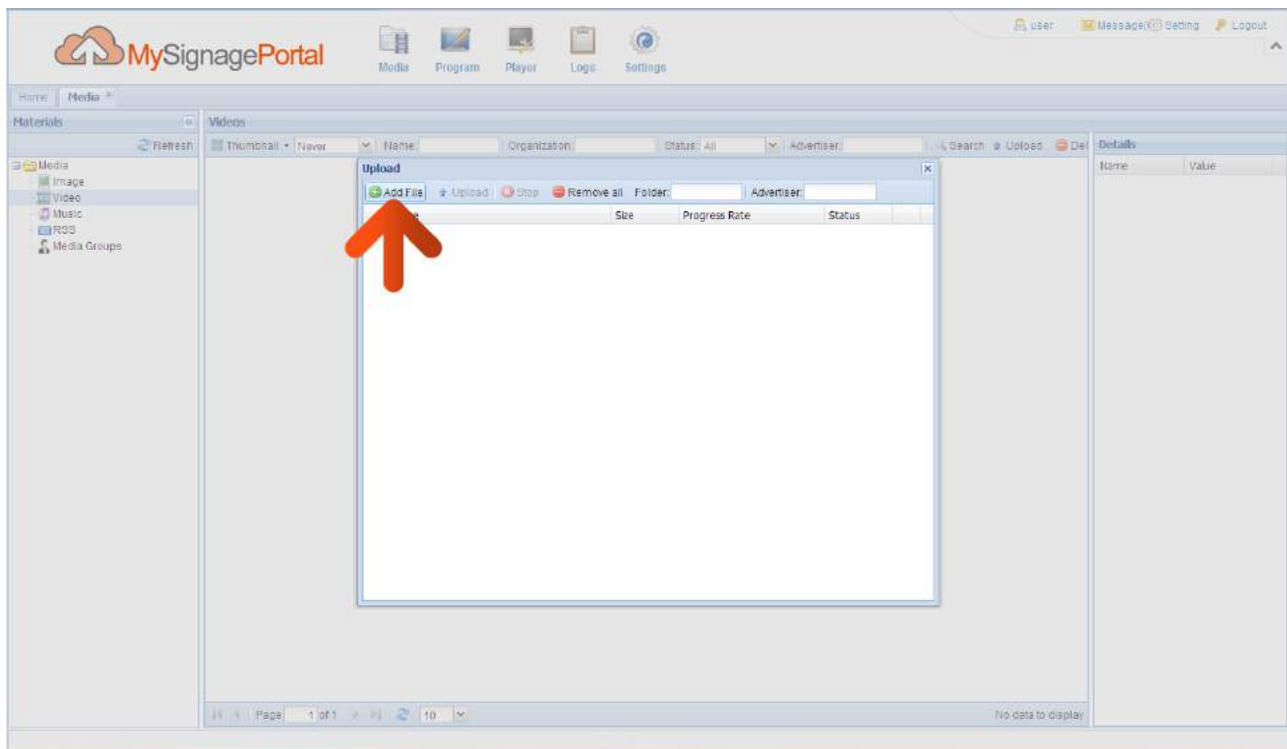 user Message( Setting Logout
MySignagePortal
Media Program Player Logs Settings
Home Media
Materials Videos
Refresh Thumbnail Never Name: Organization: Status: All Advertiser: Search Upload Del Details
Name Value
Media
Image
Video
Music
RSS
Media Groups
Upload
Add File Upload Stop Remove all Folder: Advertiser:
Size Progress Rate Status
Page 1 of 1 10 No data to display